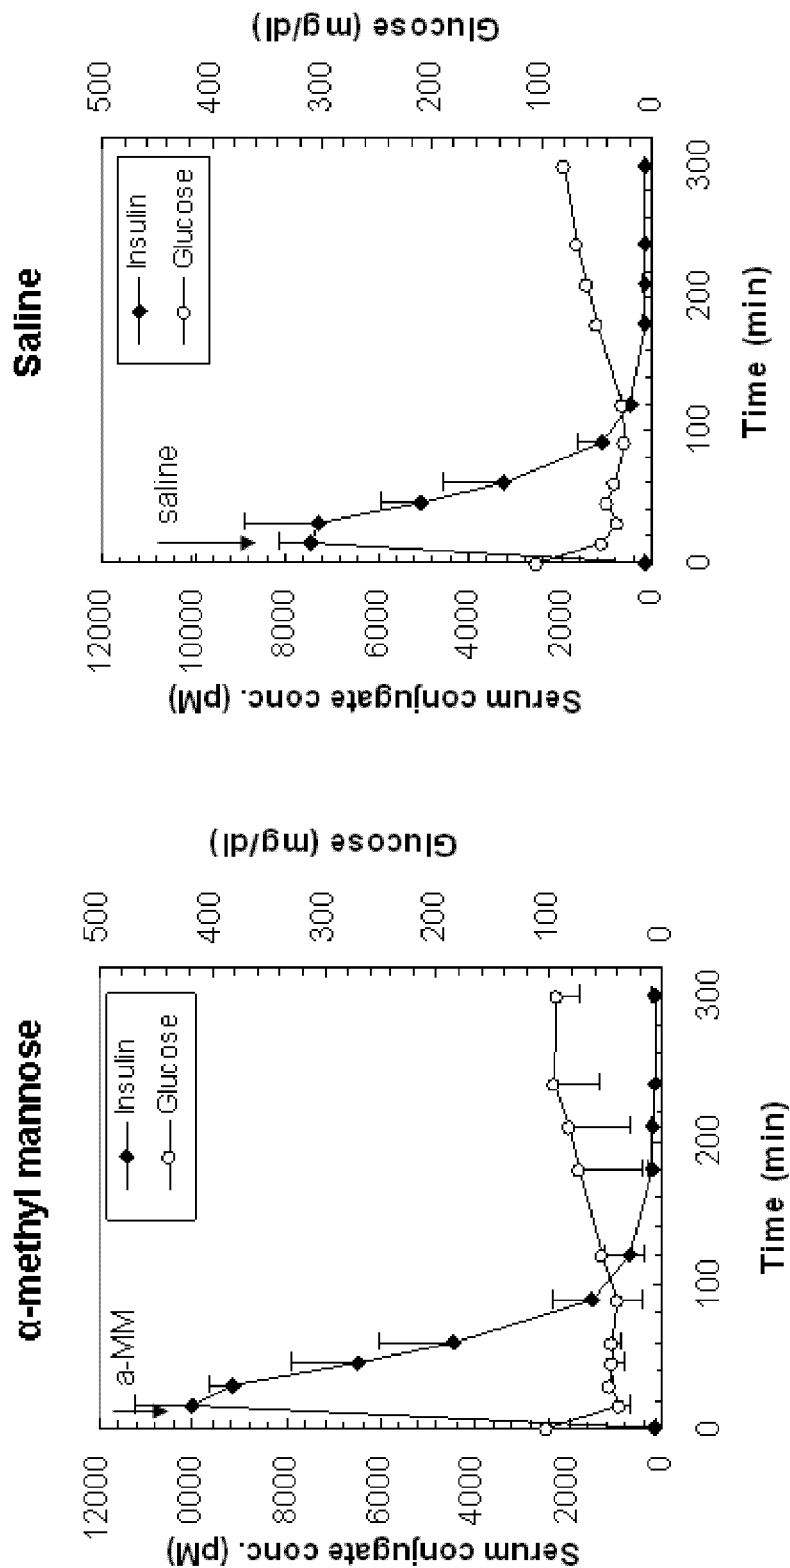 α-methyl mannose
a-MM
Insulin
Glucose
12000
10000
8000
6000
4000
2000
0
Serum conjugate conc. (pM)
500
400
300
200
100
0
Glucose (mg/dl)
0
100
200
300
Time (min)
Saline
saline
Insulin
Glucose
12000
10000
8000
6000
4000
2000
0
Serum conjugate conc. (pM)
500
400
300
200
100
0
Glucose (mg/dl)
0
100
200
300
Time (min)